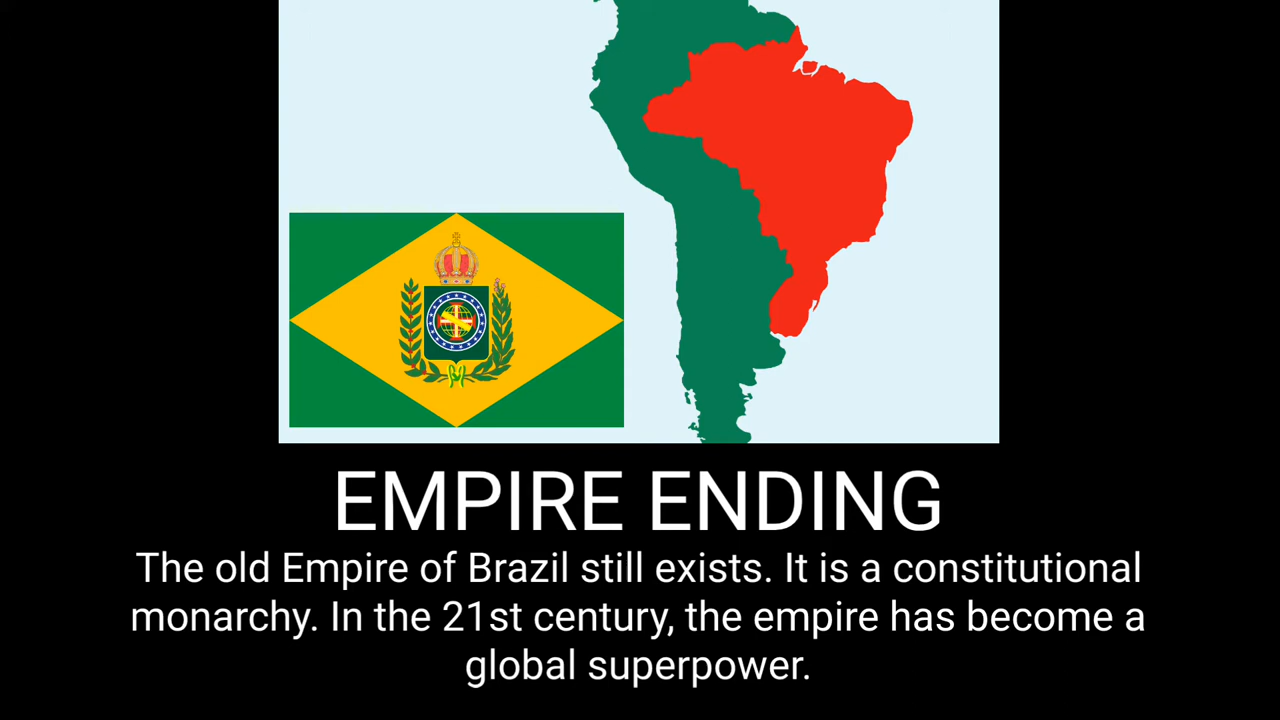 EMPIRE ENDING
The old Empire of Brazil still exists. It is a constitutional
monarchy. In the 21st century, the empire has become a
global superpower.